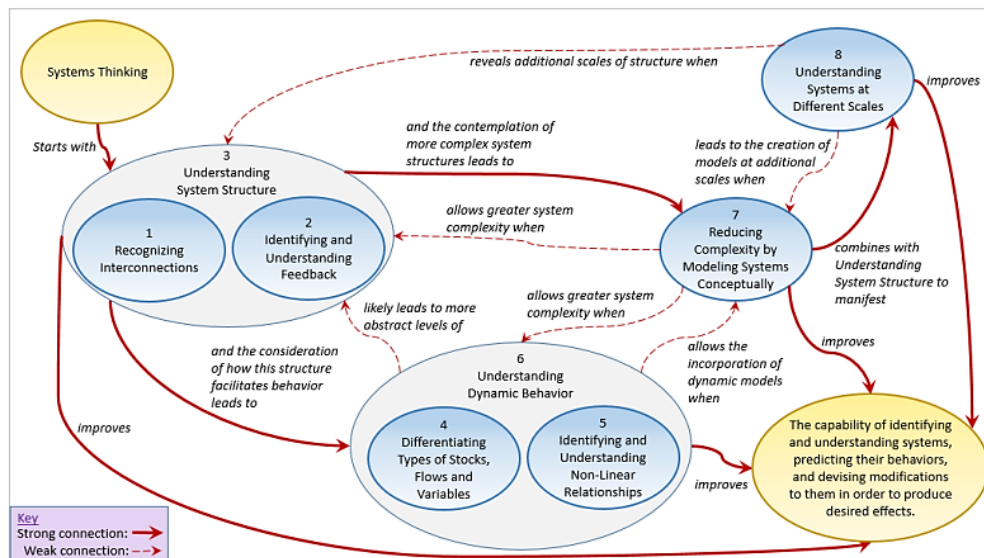 Systems Thinking
Starts with
reveals additional scales of structure when
8
Understanding
Systems at
Different Scales
improves
and the contemplation of
more complex system
structures leads to
leads to the creation of
models at additional
scales when
3
Understanding
System Structure
1
Recognizing
Interconnections
2
Identifying and
Understanding
Feedback
allows greater system
complexity when
7
Reducing
Complexity by
Modeling Systems
Conceptually
combines with
Understanding
System Structure to
manifest
likely leads to more
abstract levels of
allows greater system
complexity when
and the consideration
of how this structure
facilitates behavior
leads to
allows the
incorporation of
dynamic models
when
improves
6
Understanding
Dynamic Behavior
4
Differentiating
Types of Stocks,
Flows and
Variables
5
Identifying and
Understanding
Non-Linear
Relationships
improves
improves
The capability of identifying
and understanding systems,
predicting their behaviors,
and devising modifications
to them in order to produce
desired effects.
Key
Strong connection:
Weak connection: